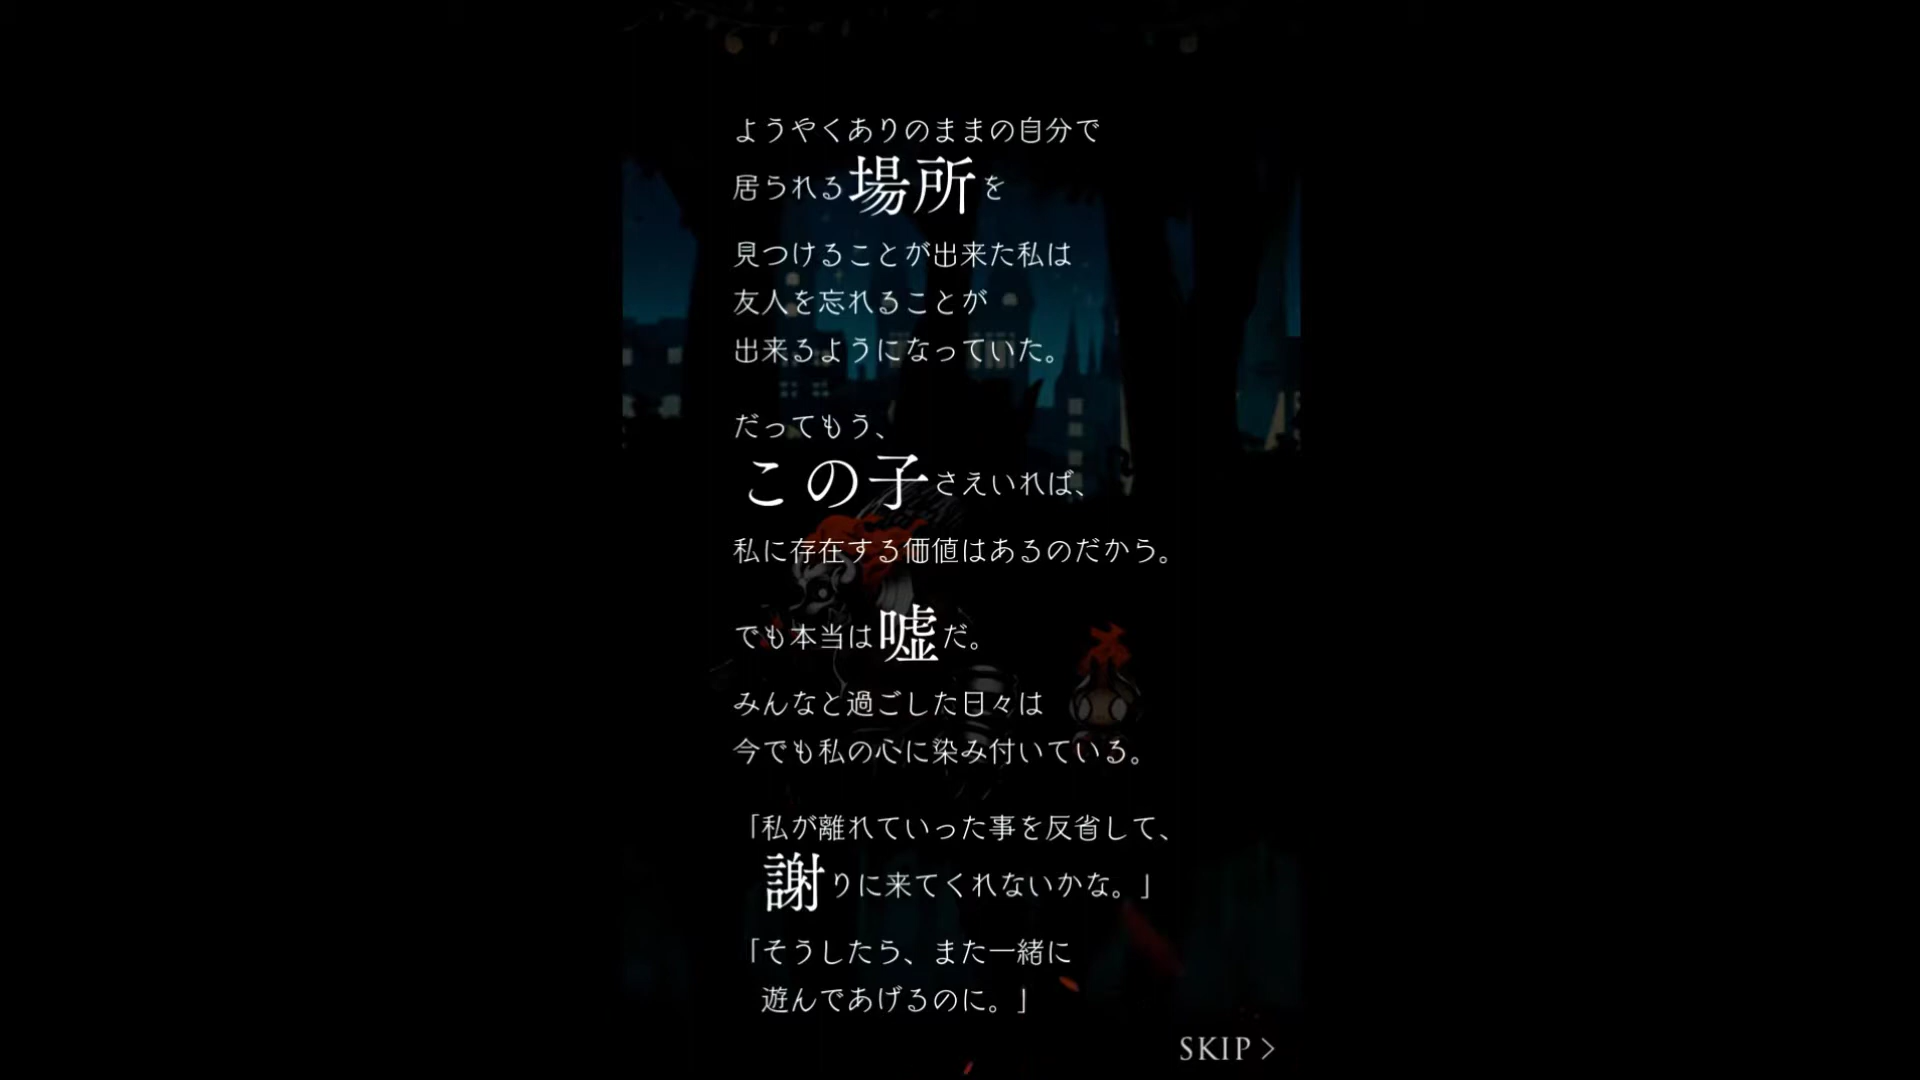 ようやくありのままの自分で
居られる場所を
見つけることが出来た私は
友人を忘れることが
出来るようになっていた。
だってもう、
この子さえいれば、
私に存在する価値はあるのだから。
でも本当は嘘だ。
みんなと過ごした日々は
今でも私の心に染み付いている。
「私が離れていった事を反省して、
謝りに来てくれないかな。」
「そうしたら、また一緒に
遊んであげるのに。」
SKIP >